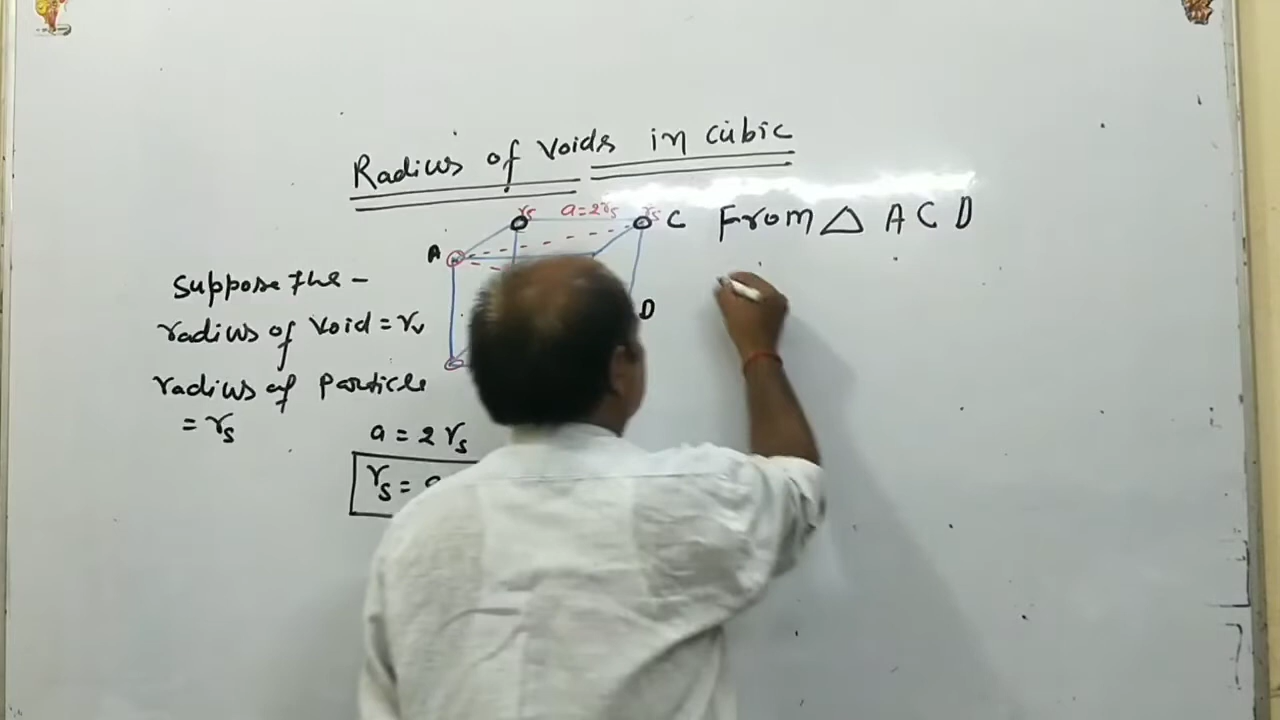 Radius of Voids in cubic
rs a=2rs rs C
A
D
From △ ACD
Suppose the -
radius of void = rv
radius of Particle
= rs
a = 2 rs
rs =